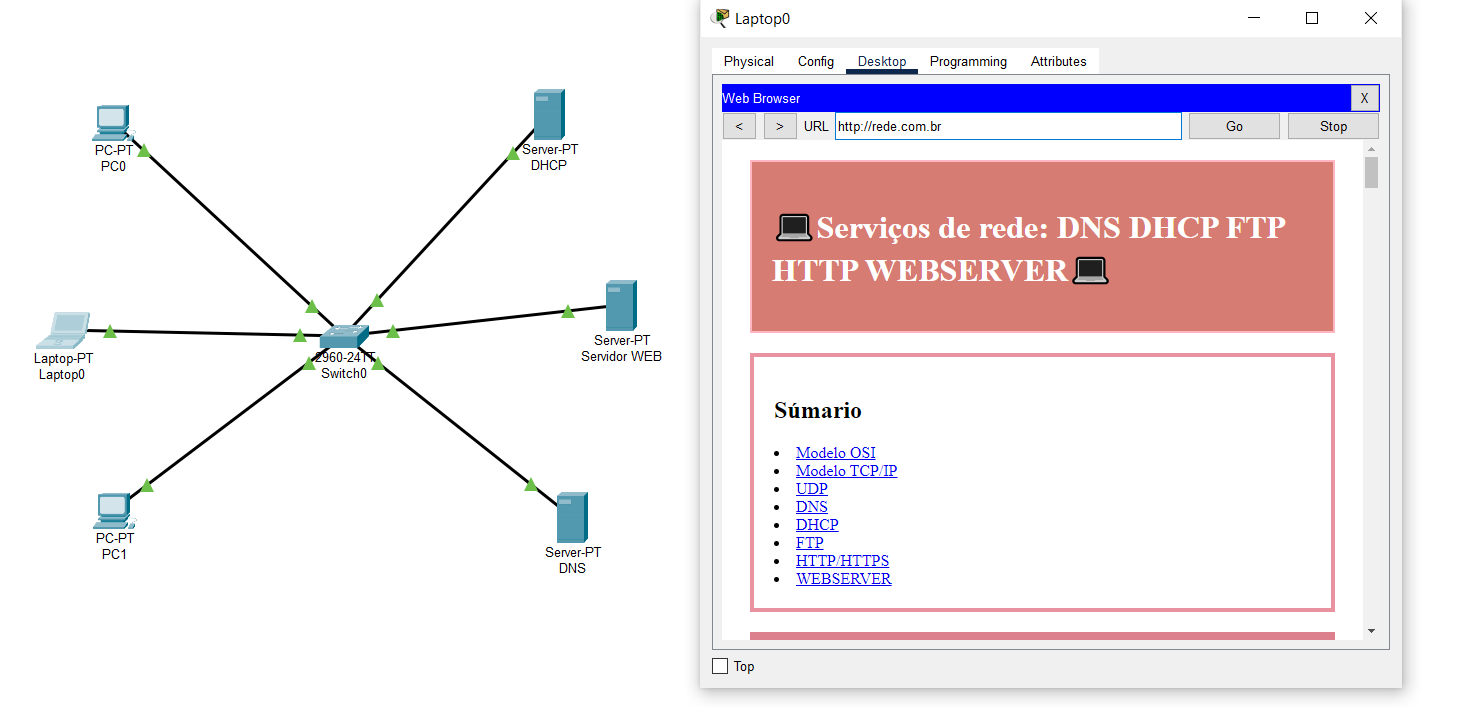 PC-PT
PC0
Server-PT
DHCP
Laptop-PT
Laptop0
2960-24TT
Switch0
Server-PT
Servidor WEB
PC-PT
PC1
Server-PT
DNS
Laptop0
Physical Config Desktop Programming Attributes
Web Browser X
< > URL http://rede.com.br Go Stop
Serviços de rede: DNS DHCP FTP
HTTP WEBSERVER
Súmario
Modelo OSI
Modelo TCP/IP
UDP
DNS
DHCP
FTP
HTTP/HTTPS
WEBSERVER
Top